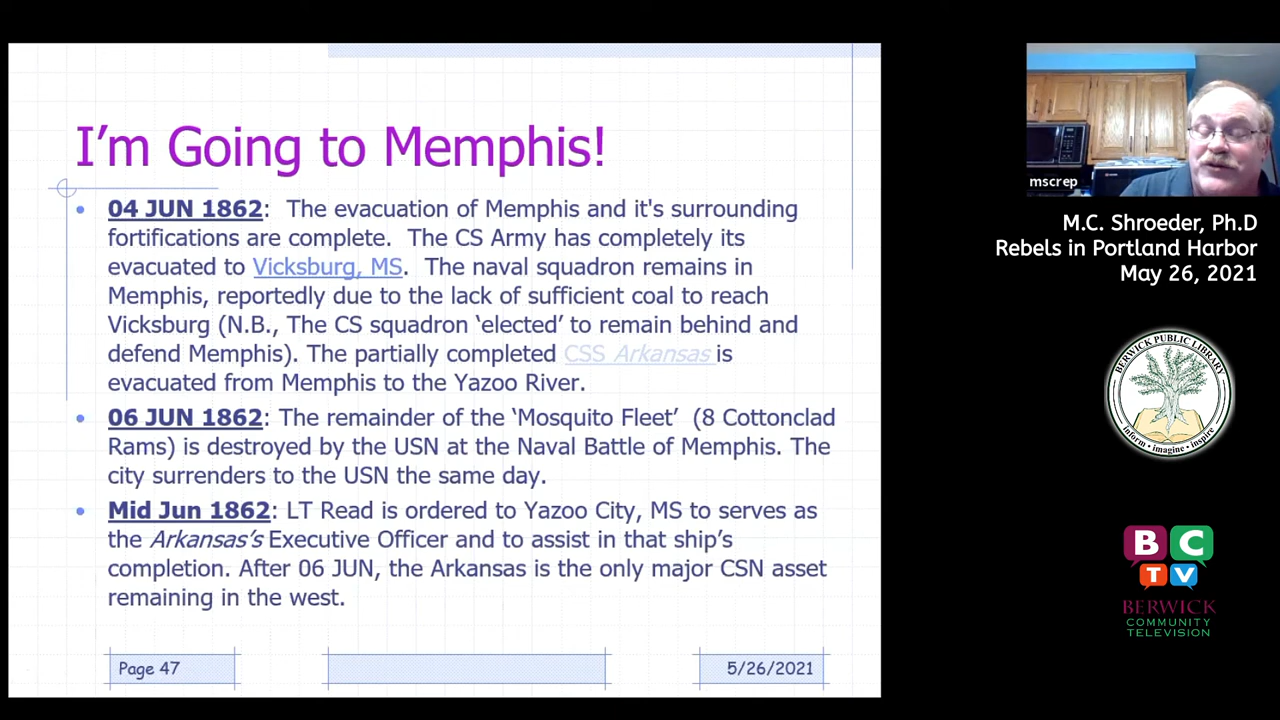 I'm Going to Memphis!
• 04 JUN 1862: The evacuation of Memphis and it's surrounding
fortifications are complete. The CS Army has completely its
evacuated to Vicksburg, MS. The naval squadron remains in
Memphis, reportedly due to the lack of sufficient coal to reach
Vicksburg (N.B., The CS squadron ‘elected’ to remain behind and
defend Memphis). The partially completed CSS Arkansas is
evacuated from Memphis to the Yazoo River.
• 06 JUN 1862: The remainder of the ‘Mosquito Fleet’ (8 Cottonclad
Rams) is destroyed by the USN at the Naval Battle of Memphis. The
city surrenders to the USN the same day.
• Mid Jun 1862: LT Read is ordered to Yazoo City, MS to serves as
the Arkansas’s Executive Officer and to assist in that ship’s
completion. After 06 JUN, the Arkansas is the only major CSN asset
remaining in the west.
Page 47
5/26/2021
mscrep
M.C. Shroeder, Ph.D
Rebels in Portland Harbor
May 26, 2021
BERWICK PUBLIC LIBRARY
inform • imagine • inspire
BC
TV
BERWICK
COMMUNITY
TELEVISION